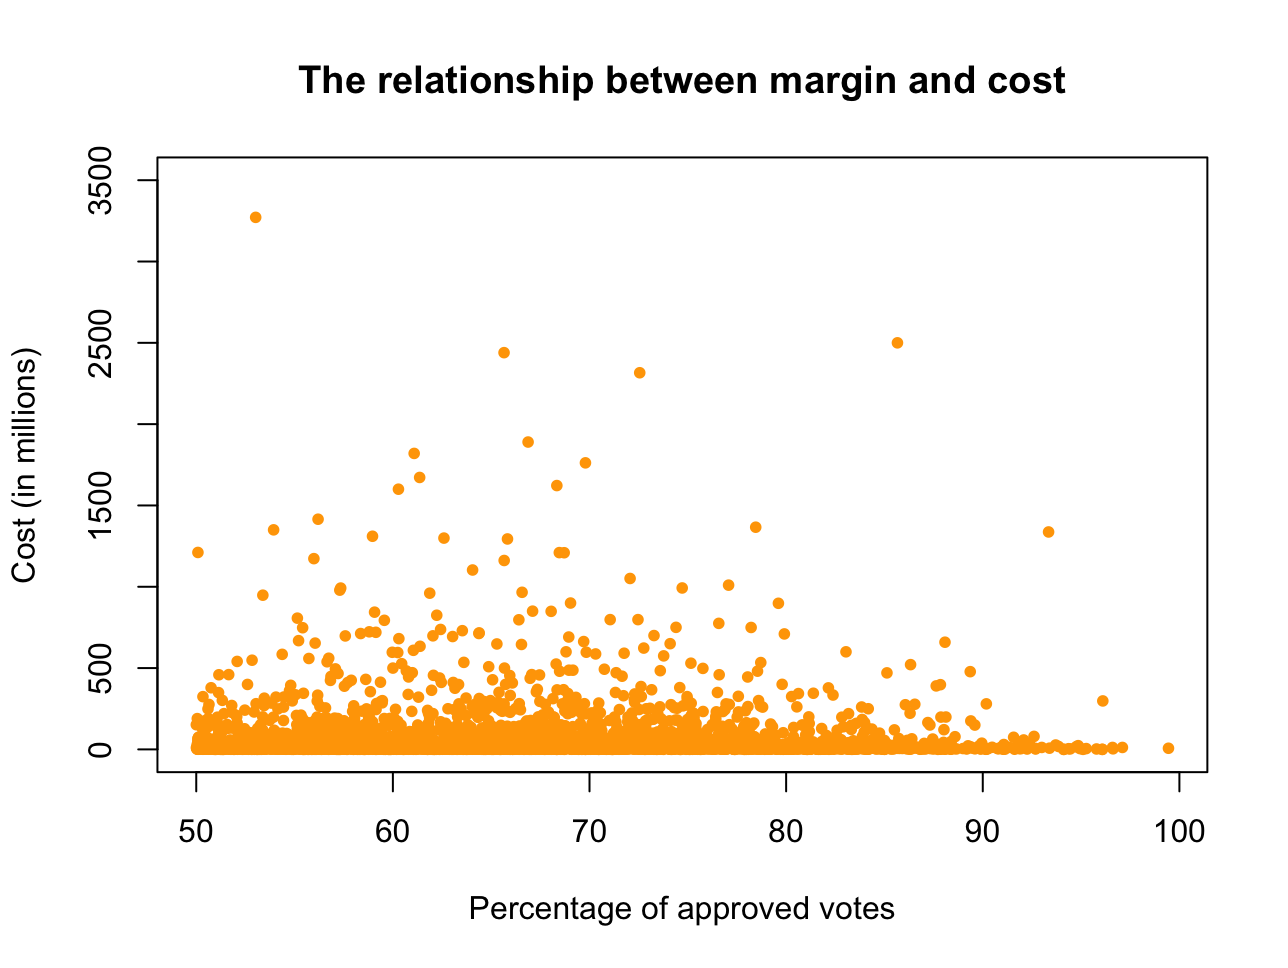 The relationship between margin and cost
Cost (in millions)
3500
2500
1500
500
0
50 60 70 80 90 100
Percentage of approved votes